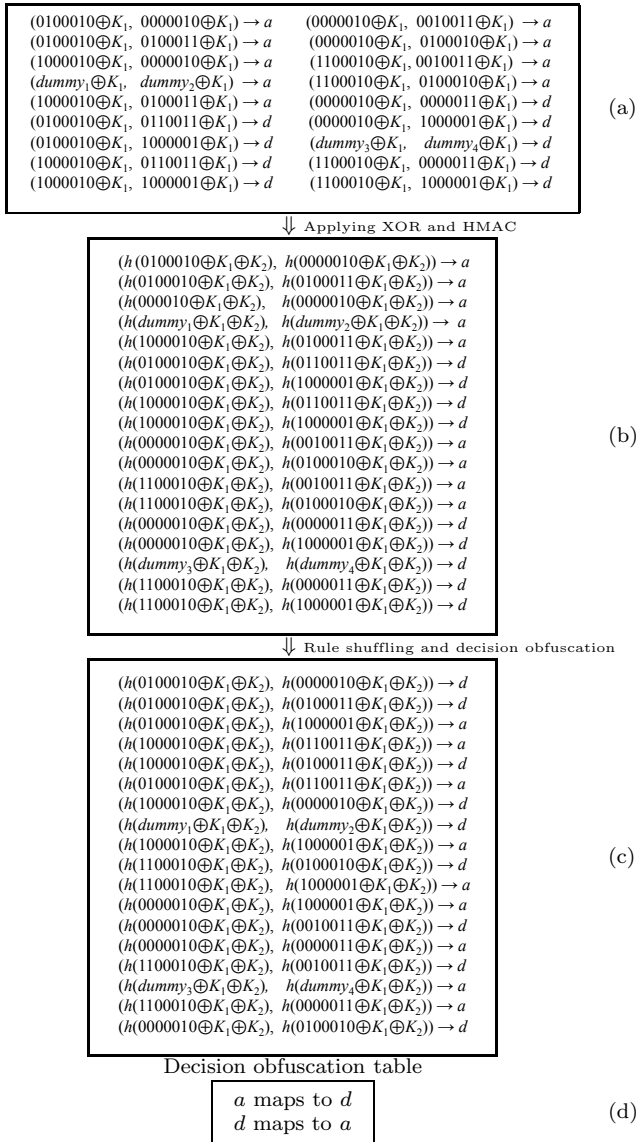 (0100010⊕K₁, 0000010⊕K₁) → a (0000010⊕K₁, 0010011⊕K₁) → a
(0100010⊕K₁, 0100011⊕K₁) → a (0000010⊕K₁, 0100010⊕K₁) → a
(1000010⊕K₁, 0000010⊕K₁) → a (1100010⊕K₁, 0010011⊕K₁) → a
(dummy₁⊕K₁, dummy₂⊕K₁) → a (1100010⊕K₁, 0100010⊕K₁) → a
(1000010⊕K₁, 0100011⊕K₁) → a (0000010⊕K₁, 0000011⊕K₁) → d
(0100010⊕K₁, 0110011⊕K₁) → d (0000010⊕K₁, 1000001⊕K₁) → d
(0100010⊕K₁, 1000001⊕K₁) → d (dummy₃⊕K₁, dummy₄⊕K₁) → d
(1000010⊕K₁, 0110011⊕K₁) → d (1100010⊕K₁, 0000011⊕K₁) → d
(1000010⊕K₁, 1000001⊕K₁) → d (1100010⊕K₁, 1000001⊕K₁) → d
(a)
⇓ Applying XOR and HMAC
(h (0100010⊕K₁⊕K₂), h(0000010⊕K₁⊕K₂)) → a
(h(0100010⊕K₁⊕K₂), h(0100011⊕K₁⊕K₂)) → a
(h(000010⊕K₁⊕K₂), h(0000010⊕K₁⊕K₂)) → a
(h(dummy₁⊕K₁⊕K₂), h(dummy₂⊕K₁⊕K₂)) → a
(h(1000010⊕K₁⊕K₂), h(0100011⊕K₁⊕K₂)) → a
(h(0100010⊕K₁⊕K₂), h(0110011⊕K₁⊕K₂)) → d
(h(0100010⊕K₁⊕K₂), h(1000001⊕K₁⊕K₂)) → d
(h(1000010⊕K₁⊕K₂), h(0110011⊕K₁⊕K₂)) → d
(h(1000010⊕K₁⊕K₂), h(1000001⊕K₁⊕K₂)) → d
(h(0000010⊕K₁⊕K₂), h(0010011⊕K₁⊕K₂)) → a
(h(0000010⊕K₁⊕K₂), h(0100010⊕K₁⊕K₂)) → a
(h(1100010⊕K₁⊕K₂), h(0010011⊕K₁⊕K₂)) → a
(h(1100010⊕K₁⊕K₂), h(0100010⊕K₁⊕K₂)) → a
(h(0000010⊕K₁⊕K₂), h(0000011⊕K₁⊕K₂)) → d
(h(0000010⊕K₁⊕K₂), h(1000001⊕K₁⊕K₂)) → d
(h(dummy₃⊕K₁⊕K₂), h(dummy₄⊕K₁⊕K₂)) → d
(h(1100010⊕K₁⊕K₂), h(0000011⊕K₁⊕K₂)) → d
(h(1100010⊕K₁⊕K₂), h(1000001⊕K₁⊕K₂)) → d
(b)
⇓ Rule shuffling and decision obfuscation
(h(0100010⊕K₁⊕K₂), h(0000010⊕K₁⊕K₂)) → d
(h(0100010⊕K₁⊕K₂), h(0100011⊕K₁⊕K₂)) → d
(h(0100010⊕K₁⊕K₂), h(1000001⊕K₁⊕K₂)) → a
(h(1000010⊕K₁⊕K₂), h(0110011⊕K₁⊕K₂)) → a
(h(1000010⊕K₁⊕K₂), h(0100011⊕K₁⊕K₂)) → d
(h(0100010⊕K₁⊕K₂), h(0110011⊕K₁⊕K₂)) → a
(h(1000010⊕K₁⊕K₂), h(0000010⊕K₁⊕K₂)) → d
(h(dummy₁⊕K₁⊕K₂), h(dummy₂⊕K₁⊕K₂)) → d
(h(1000010⊕K₁⊕K₂), h(1000001⊕K₁⊕K₂)) → a
(h(1100010⊕K₁⊕K₂), h(0100010⊕K₁⊕K₂)) → d
(h(1100010⊕K₁⊕K₂), h(1000001⊕K₁⊕K₂)) → a
(h(0000010⊕K₁⊕K₂), h(1000001⊕K₁⊕K₂)) → a
(h(0000010⊕K₁⊕K₂), h(0010011⊕K₁⊕K₂)) → d
(h(0000010⊕K₁⊕K₂), h(0000011⊕K₁⊕K₂)) → a
(h(1100010⊕K₁⊕K₂), h(0010011⊕K₁⊕K₂)) → d
(h(dummy₃⊕K₁⊕K₂), h(dummy₄⊕K₁⊕K₂)) → a
(h(1100010⊕K₁⊕K₂), h(0000011⊕K₁⊕K₂)) → a
(h(0000010⊕K₁⊕K₂), h(0100010⊕K₁⊕K₂)) → d
(c)
Decision obfuscation table
a maps to d
d maps to a
(d)